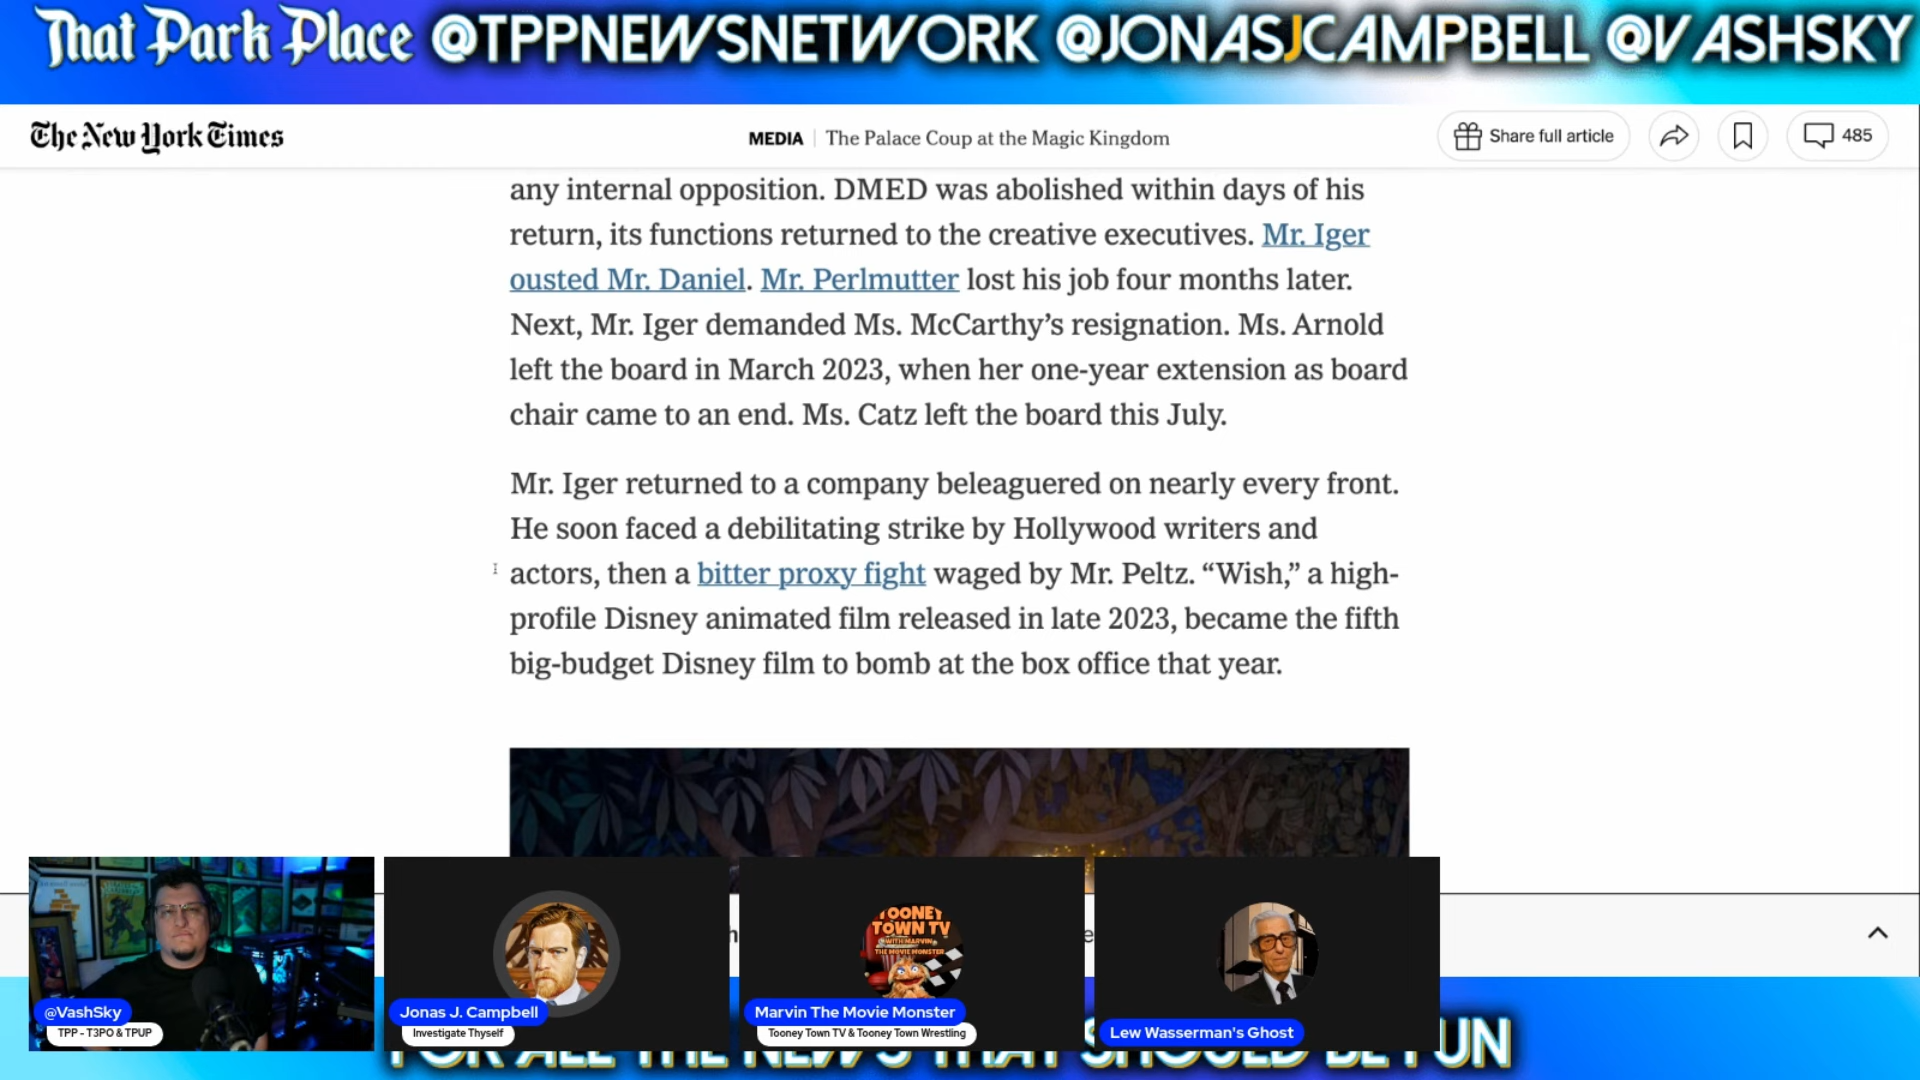 That Park Place @TPPNEWSNETWORK @JONASJCAMPBELL @VASHSKY
The New York Times
MEDIA | The Palace Coup at the Magic Kingdom
Share full article
485
any internal opposition. DMED was abolished within days of his
return, its functions returned to the creative executives. Mr. Iger
ousted Mr. Daniel. Mr. Perlmutter lost his job four months later.
Next, Mr. Iger demanded Ms. McCarthy’s resignation. Ms. Arnold
left the board in March 2023, when her one-year extension as board
chair came to an end. Ms. Catz left the board this July.
Mr. Iger returned to a company beleaguered on nearly every front.
He soon faced a debilitating strike by Hollywood writers and
actors, then a bitter proxy fight waged by Mr. Peltz. “Wish,” a high-
profile Disney animated film released in late 2023, became the fifth
big-budget Disney film to bomb at the box office that year.
TOONEY
TOWN TV
WITH MARVIN
THE MOVIE MONSTER
@VashSky
TPP - T3PO & TPUP
Jonas J. Campbell
Investigate Thyself
Marvin The Movie Monster
Tooney Town TV & Tooney Town Wrestling
Lew Wasserman's Ghost
FOR ALL THE NEWS THAT SHOULD BE FUN